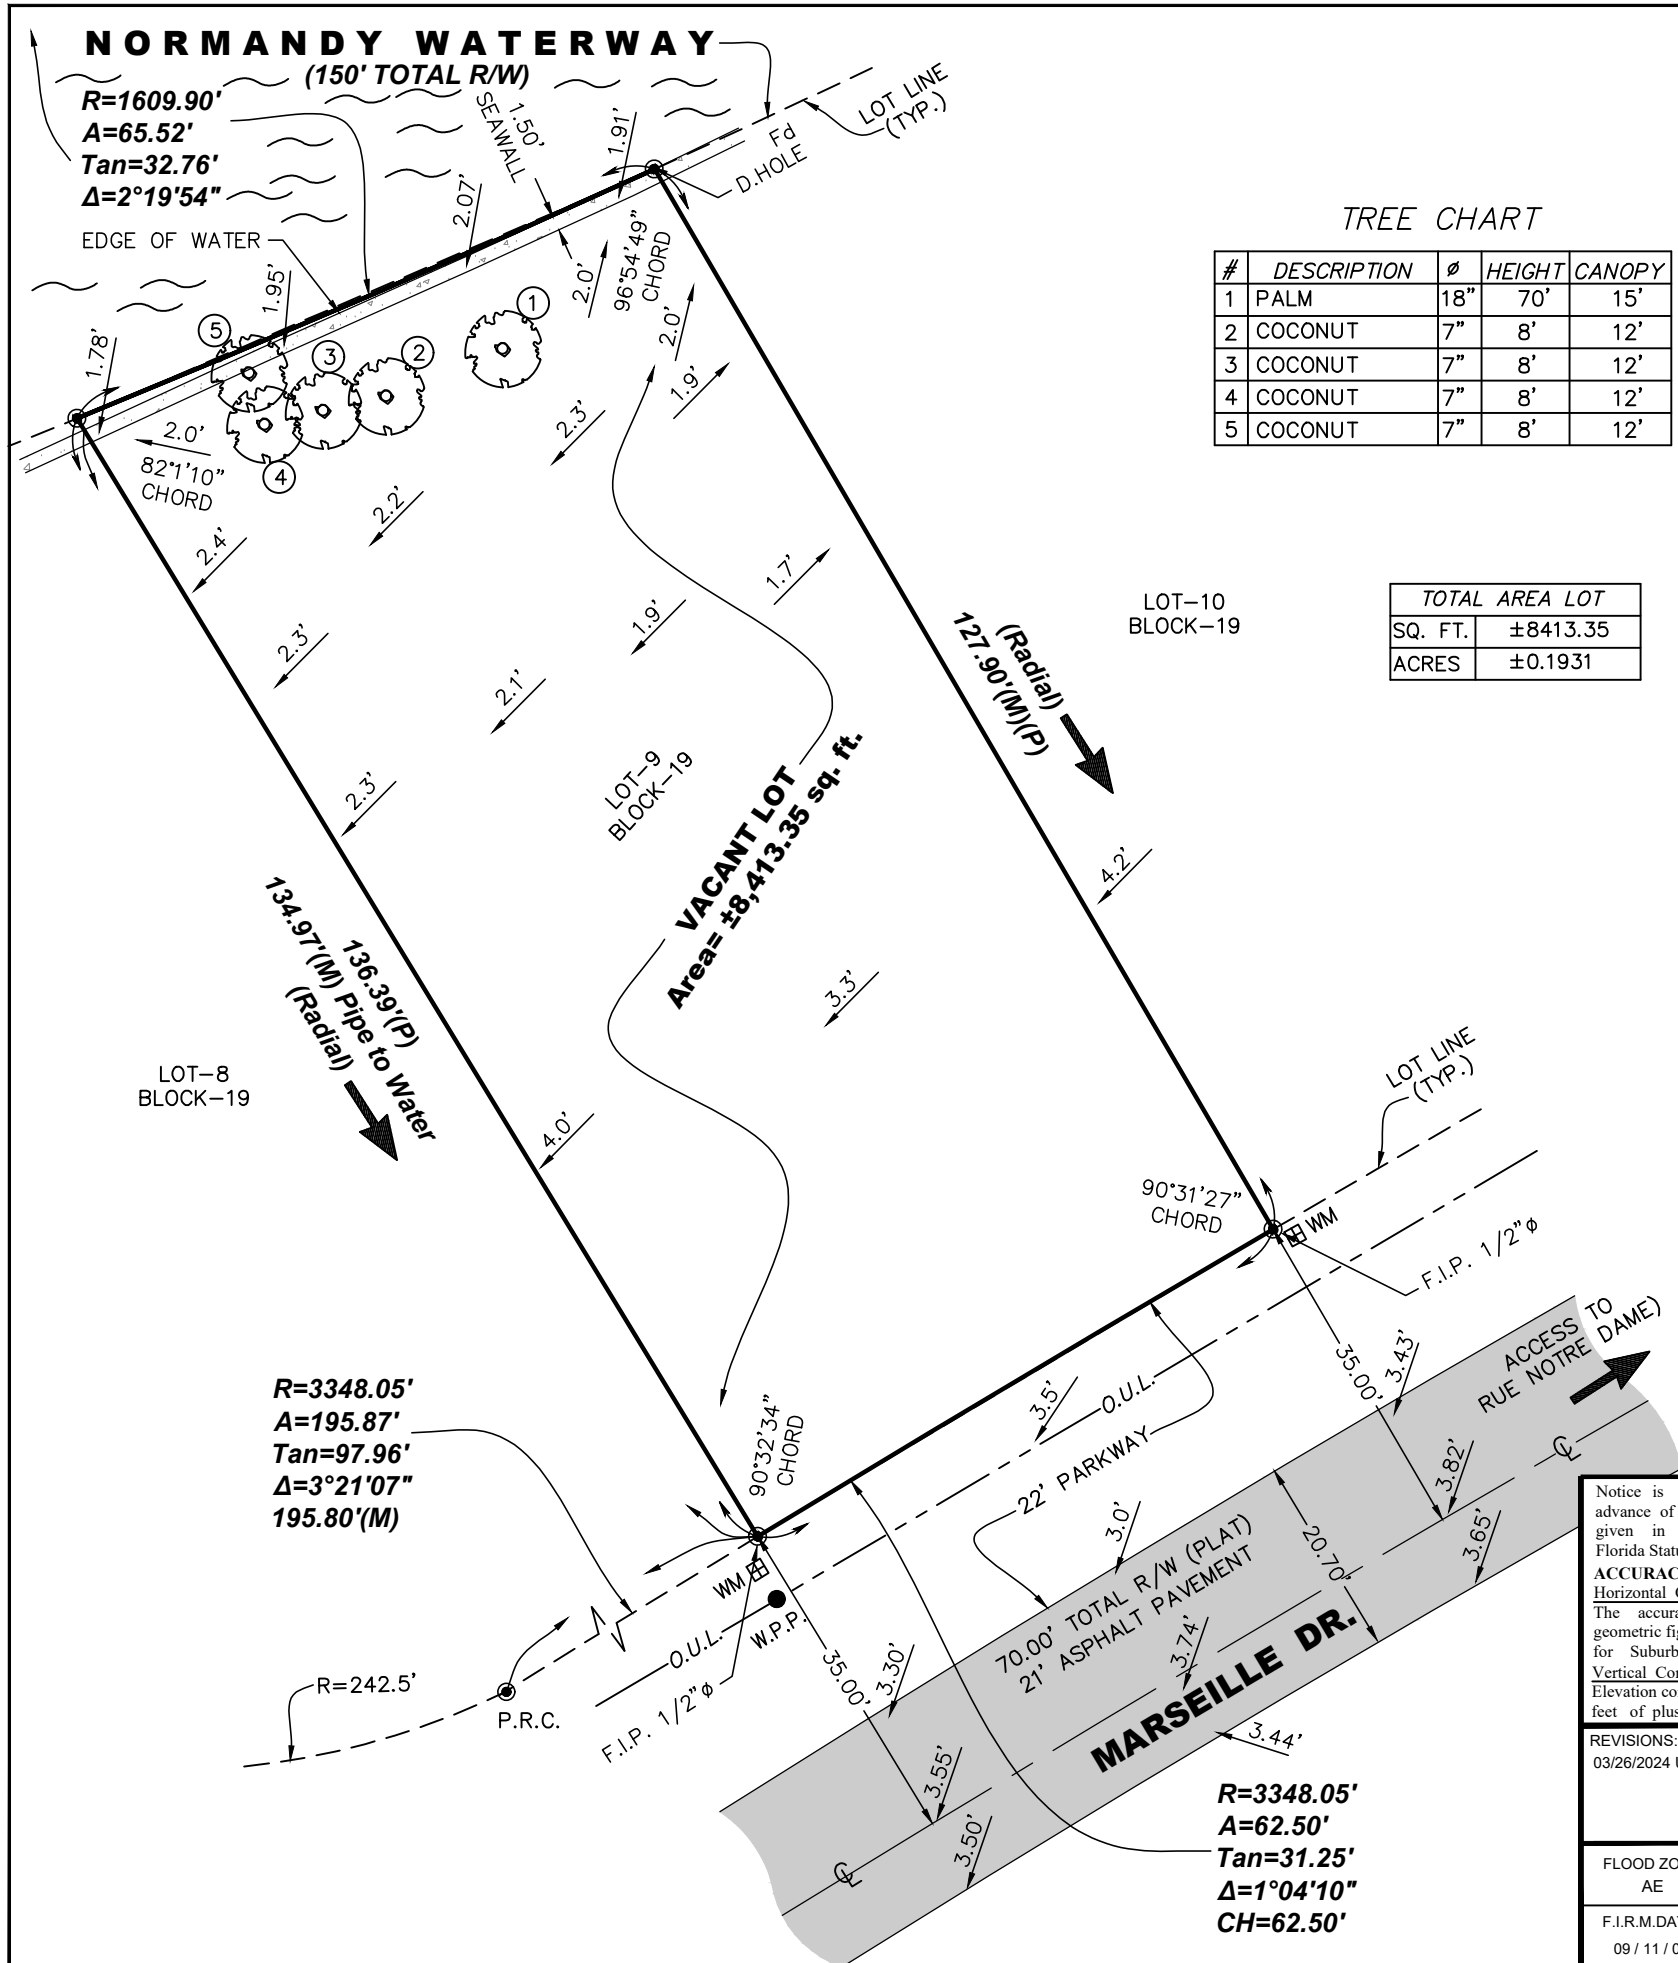 NORMANDY WATERWAY
(150' TOTAL R/W)
R=1609.90'
A=65.52'
Tan=32.76'
Δ=2°19'54"
EDGE OF WATER
1.50'
SEAWALL
1.91'
2.07'
1.95'
1.78'
Fd
D.HOLE
LOT LINE
(TYP.)
2.0'
96°54'49"
CHORD
2.0'
1.9'
1
2
3
4
5
2.0'
82°1'10"
CHORD
2.3'
2.2'
2.4'
1.7'
1.9'
2.3'
2.1'
2.3'
TREE CHART
# DESCRIPTION ø HEIGHT CANOPY
1 PALM 18" 70' 15'
2 COCONUT 7" 8' 12'
3 COCONUT 7" 8' 12'
4 COCONUT 7" 8' 12'
5 COCONUT 7" 8' 12'
LOT-10
BLOCK-19
TOTAL AREA LOT
SQ. FT. ±8413.35
ACRES ±0.1931
(Radial)
127.90'(M)(P)
LOT-9
BLOCK-19
VACANT LOT
Area= ±8,413.35 sq. ft.
4.2'
3.3'
4.0'
136.39'(P)
134.97'(M) Pipe to Water
(Radial)
LOT-8
BLOCK-19
LOT LINE
(TYP.)
90°31'27"
CHORD
WM
F.I.P. 1/2"ø
R=3348.05'
A=195.87'
Tan=97.96'
Δ=3°21'07"
195.80'(M)
90°32'34"
CHORD
3.5'
O.U.L.
22' PARKWAY
35.00'
3.43'
ACCESS TO
RUE NOTRE DAME)
3.82'
℄
3.65'
20.70'
3.0'
70.00' TOTAL R/W (PLAT)
21' ASPHALT PAVEMENT
3.74'
MARSEILLE DR.
3.44'
WM
W.P.P.
O.U.L.
F.I.P. 1/2"ø
35.00'
3.30'
3.55'
3.50'
℄
R=242.5'
P.R.C.
R=3348.05'
A=62.50'
Tan=31.25'
Δ=1°04'10"
CH=62.50'
Notice is
advance of
given in
Florida Statu
ACCURAC
Horizontal C
The accura
geometric fig
for Suburb
Vertical Con
Elevation co
feet of plus
REVISIONS:
03/26/2024 U
FLOOD ZO
AE
F.I.R.M.DAT
09 / 11 / 0